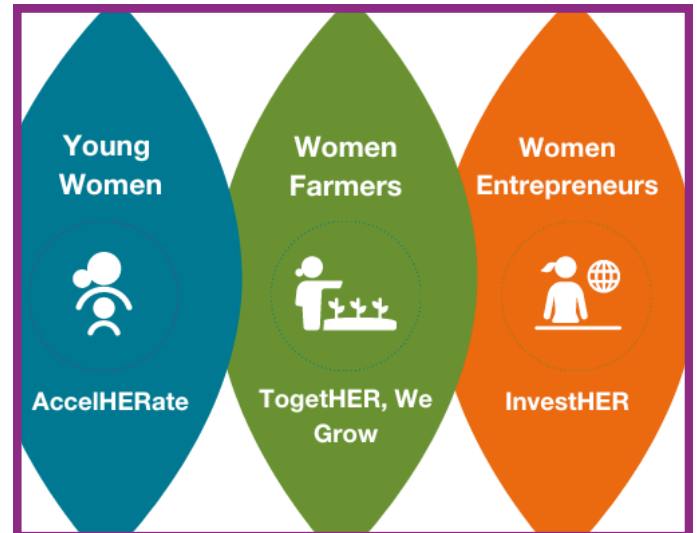 Young
Women
AccelHERate
Women
Farmers
TogetHER, We
Grow
Women
Entrepreneurs
InvestHER